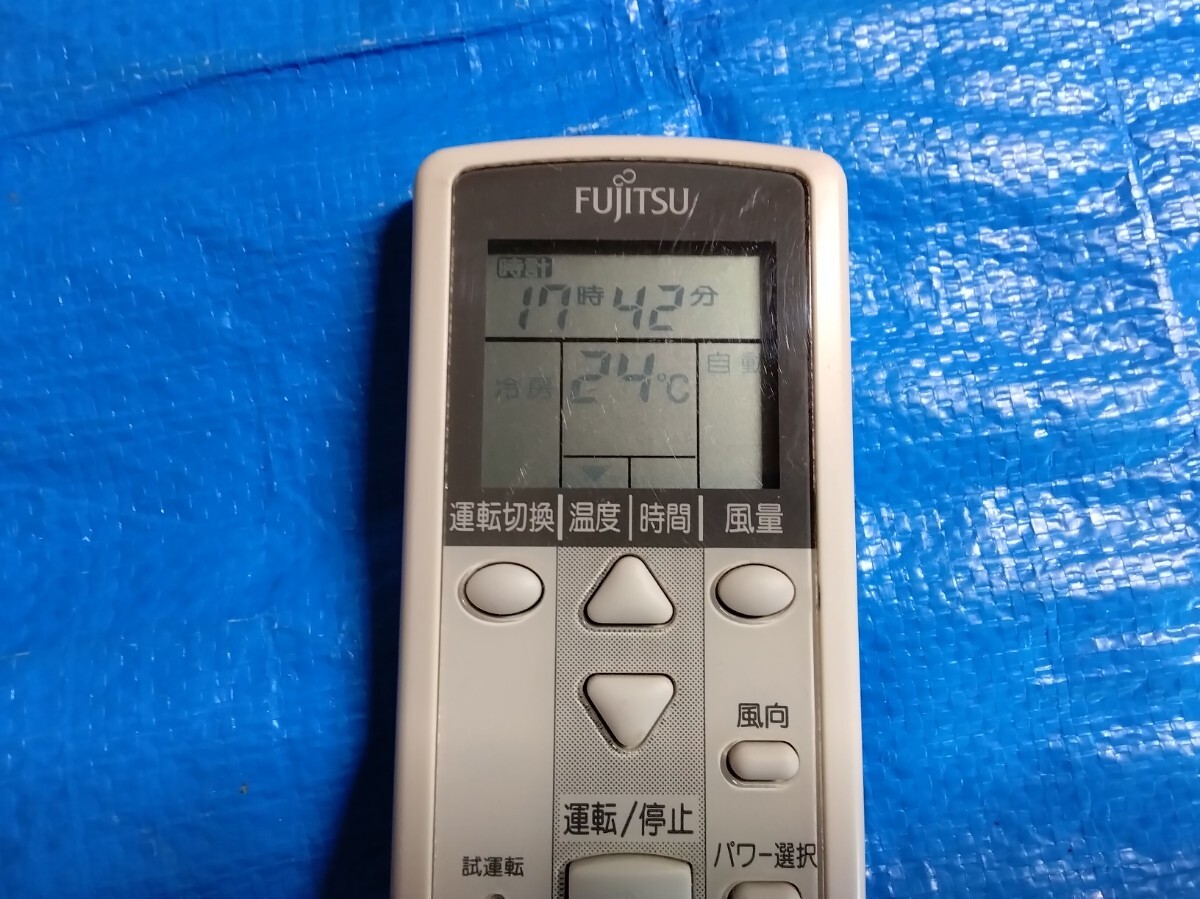 FUJITSU
時計
17時42分
冷房 24℃ 自動
運転切換 温度 時間 風量
風向
運転/停止
試運転 パワー選択